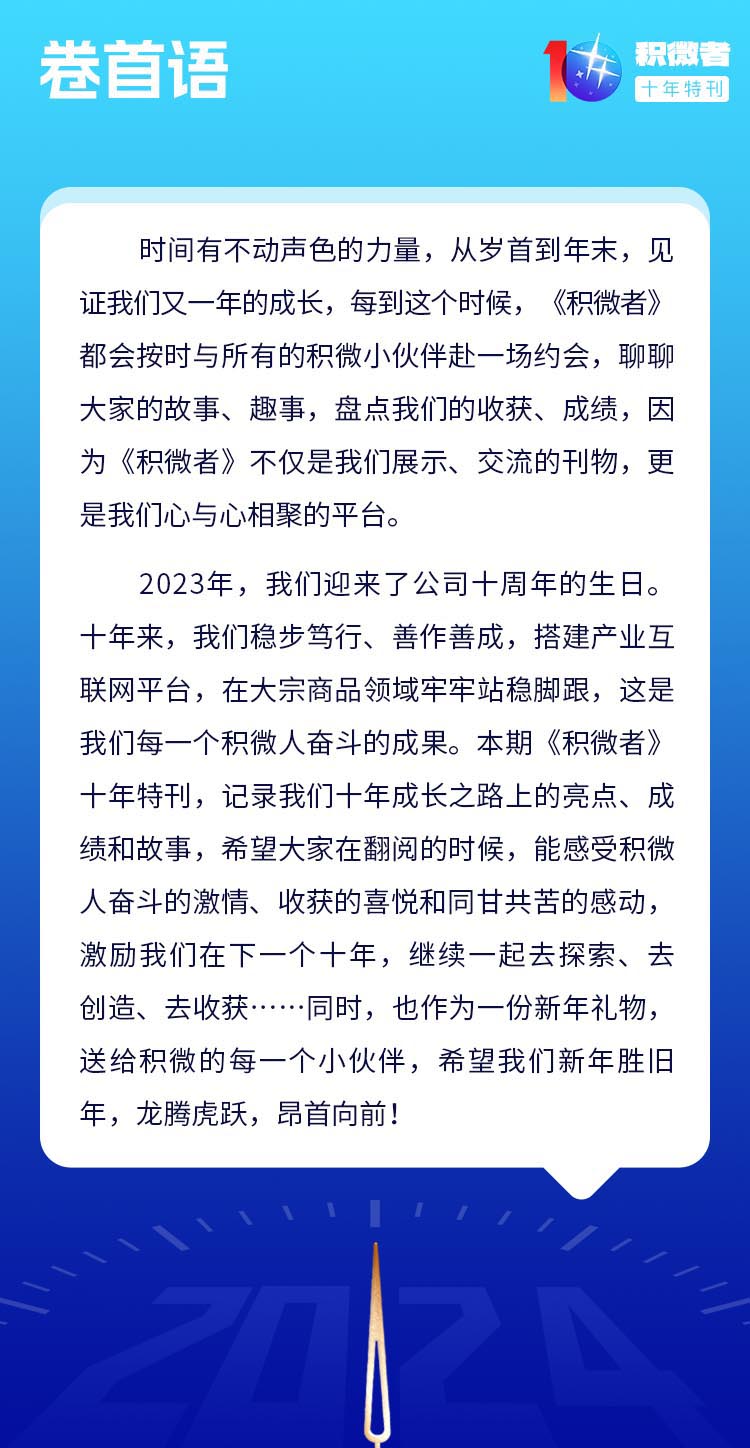 卷首语
10
积微者
十年特刊
时间有不动声色的力量，从岁首到年末，见
证我们又一年的成长，每到这个时候，《积微者》
都会按时与所有的积微小伙伴赴一场约会，聊聊
大家的故事、趣事，盘点我们的收获、成绩，因
为《积微者》不仅是我们展示、交流的刊物，更
是我们心与心相聚的平台。
2023年，我们迎来了公司十周年的生日。
十年来，我们稳步笃行、善作善成，搭建产业互
联网平台，在大宗商品领域牢牢站稳脚跟，这是
我们每一个积微人奋斗的成果。本期《积微者》
十年特刊，记录我们十年成长之路上的亮点、成
绩和故事，希望大家在翻阅的时候，能感受积微
人奋斗的激情、收获的喜悦和同甘共苦的感动，
激励我们在下一个十年，继续一起去探索、去
创造、去收获……同时，也作为一份新年礼物，
送给积微的每一个小伙伴，希望我们新年胜旧
年，龙腾虎跃，昂首向前！
2024